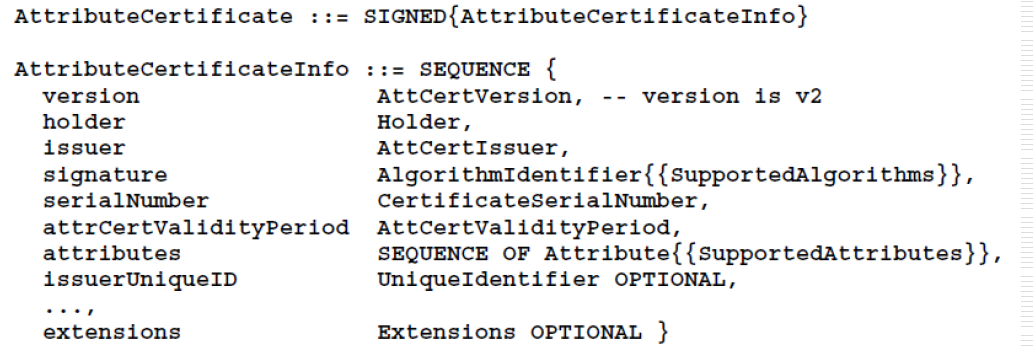 AttributeCertificate ::= SIGNED{AttributeCertificateInfo}
AttributeCertificateInfo ::= SEQUENCE {
version AttCertVersion, -- version is v2
holder Holder,
issuer AttCertIssuer,
signature AlgorithmIdentifier{{SupportedAlgorithms}},
serialNumber CertificateSerialNumber,
attrCertValidityPeriod AttCertValidityPeriod,
attributes SEQUENCE OF Attribute{{SupportedAttributes}},
issuerUniqueID UniqueIdentifier OPTIONAL,
...,
extensions Extensions OPTIONAL }